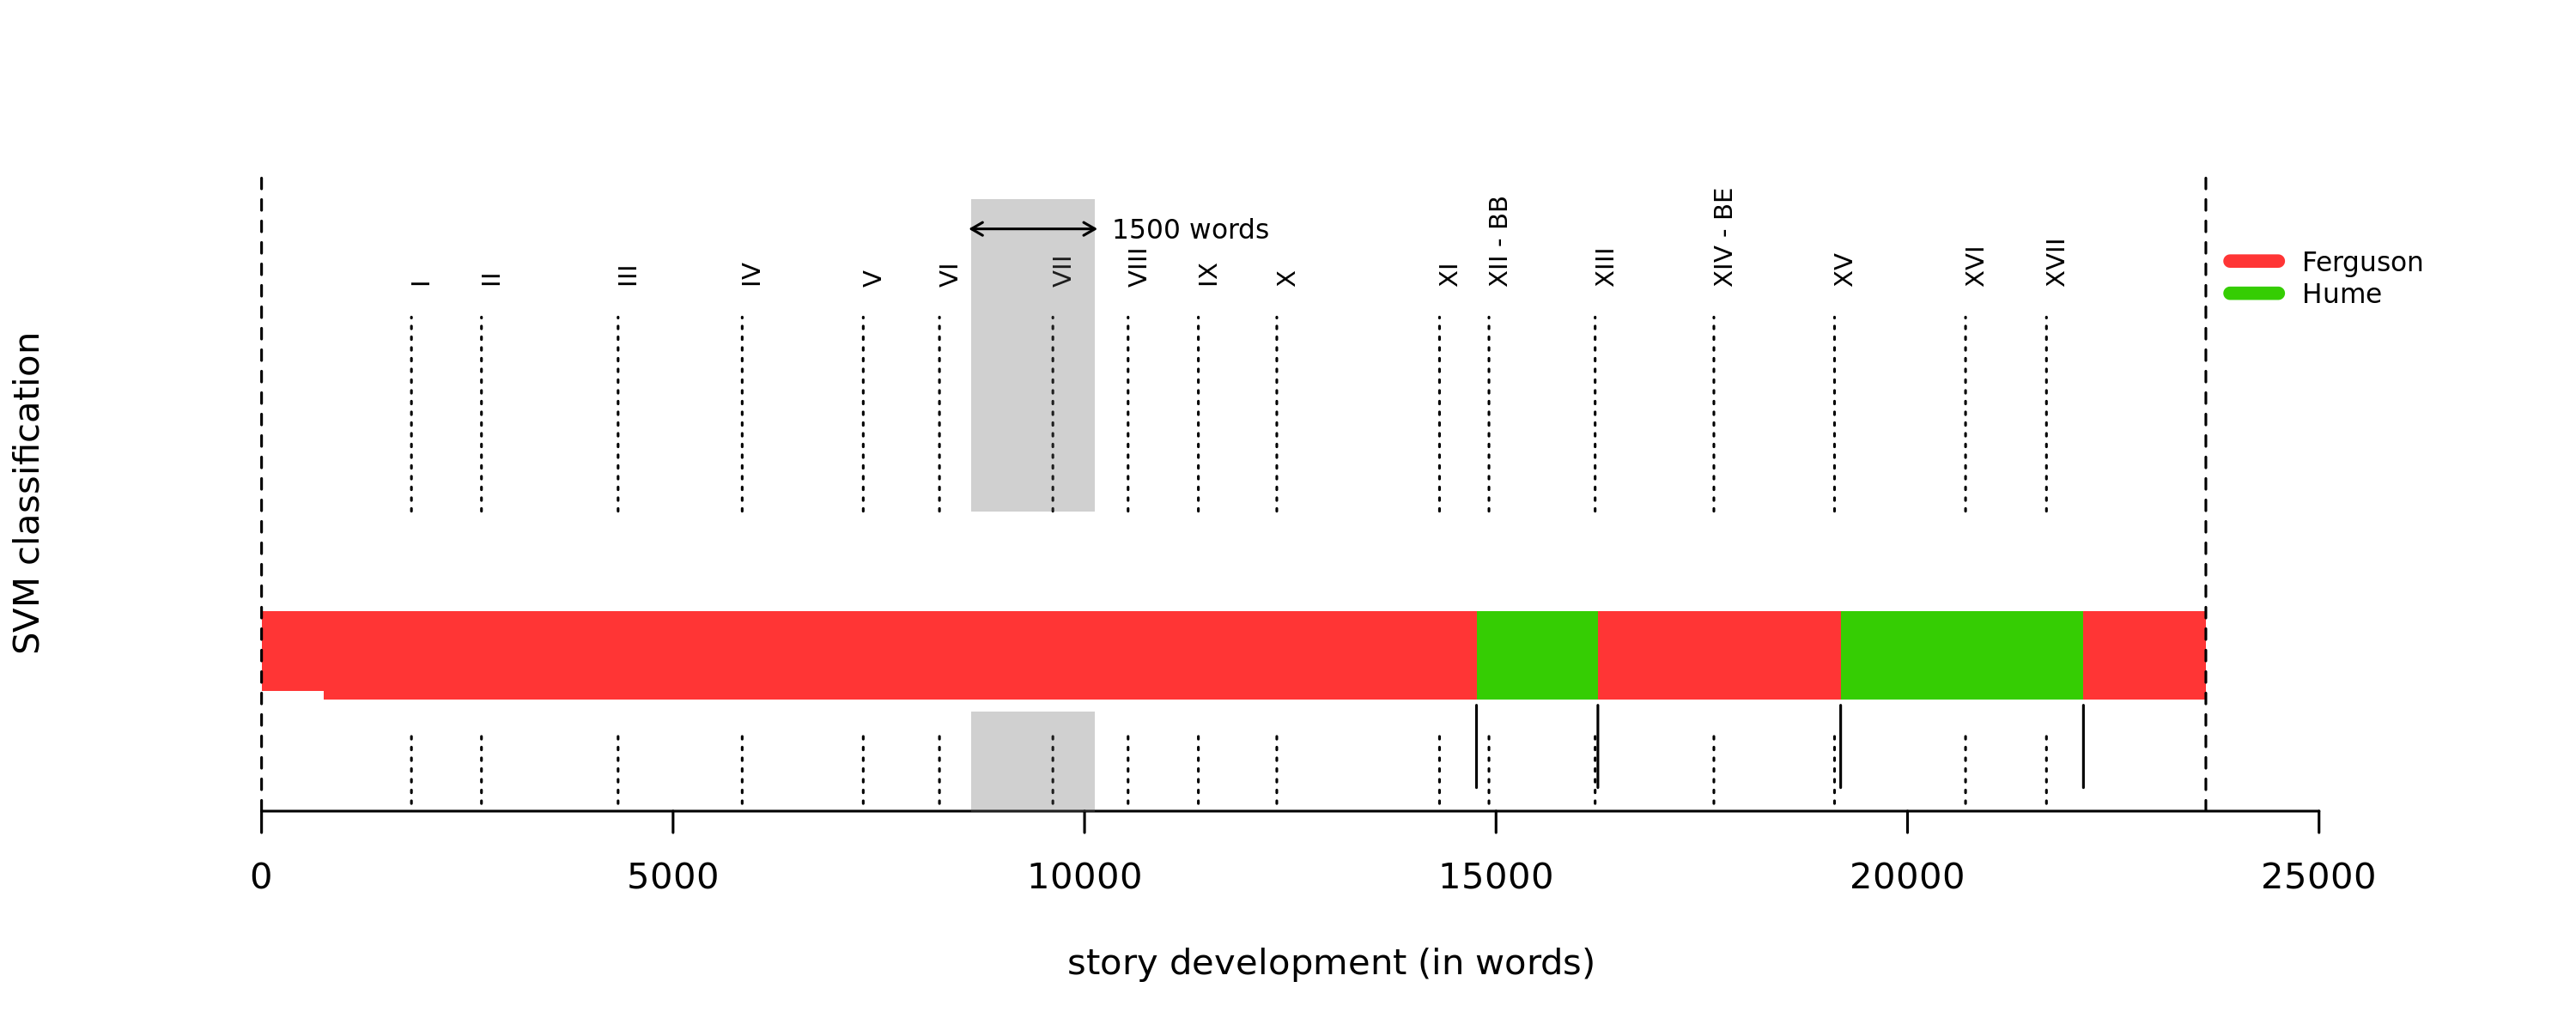 1500 words
I
II
III
IV
V
VI
VII
VIII
IX
X
XI
XII - BB
XIII
XIV - BE
XV
XVI
XVII
Ferguson
Hume
SVM classification
0
5000
10000
15000
20000
25000
story development (in words)